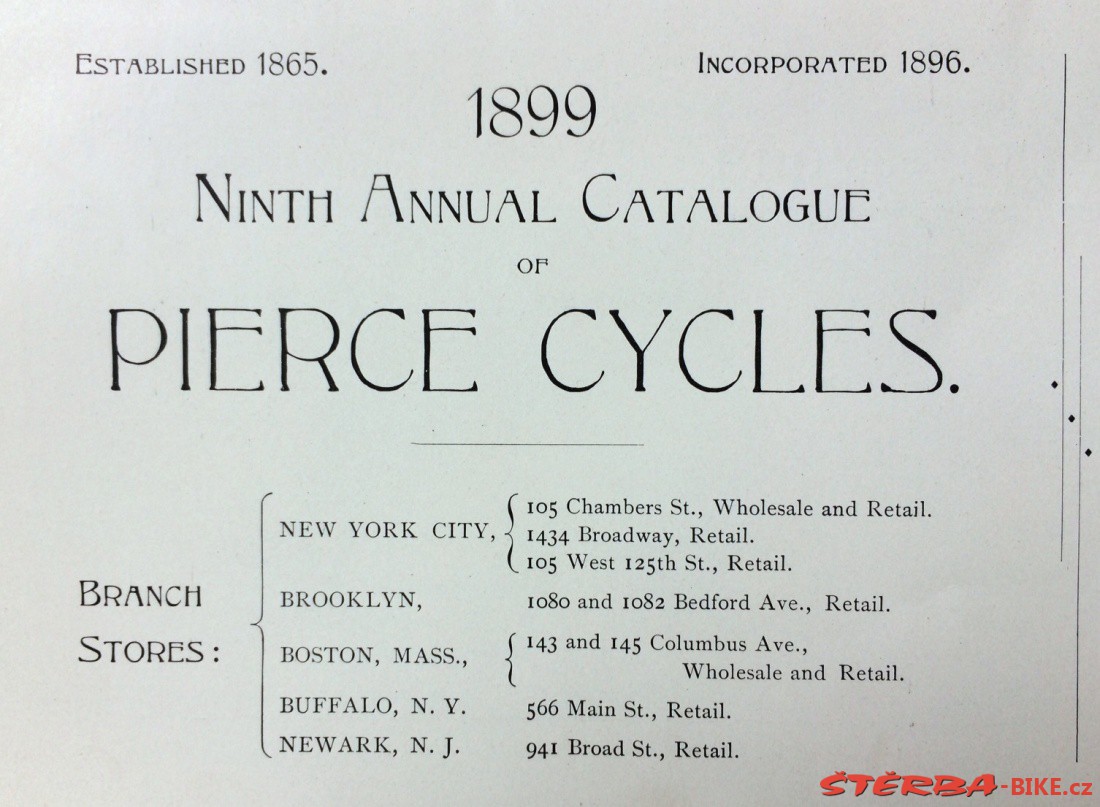 ESTABLISHED 1865.
INCORPORATED 1896.
1899
NINTH ANNUAL CATALOGUE
OF
PIERCE CYCLES.
BRANCH
STORES:
NEW YORK CITY,
105 Chambers St., Wholesale and Retail.
1434 Broadway, Retail.
105 West 125th St., Retail.
BROOKLYN, 1080 and 1082 Bedford Ave., Retail.
BOSTON, MASS.,
143 and 145 Columbus Ave.,
Wholesale and Retail.
BUFFALO, N. Y. 566 Main St., Retail.
NEWARK, N. J. 941 Broad St., Retail.
ŠTĚRBA-BIKE.cz